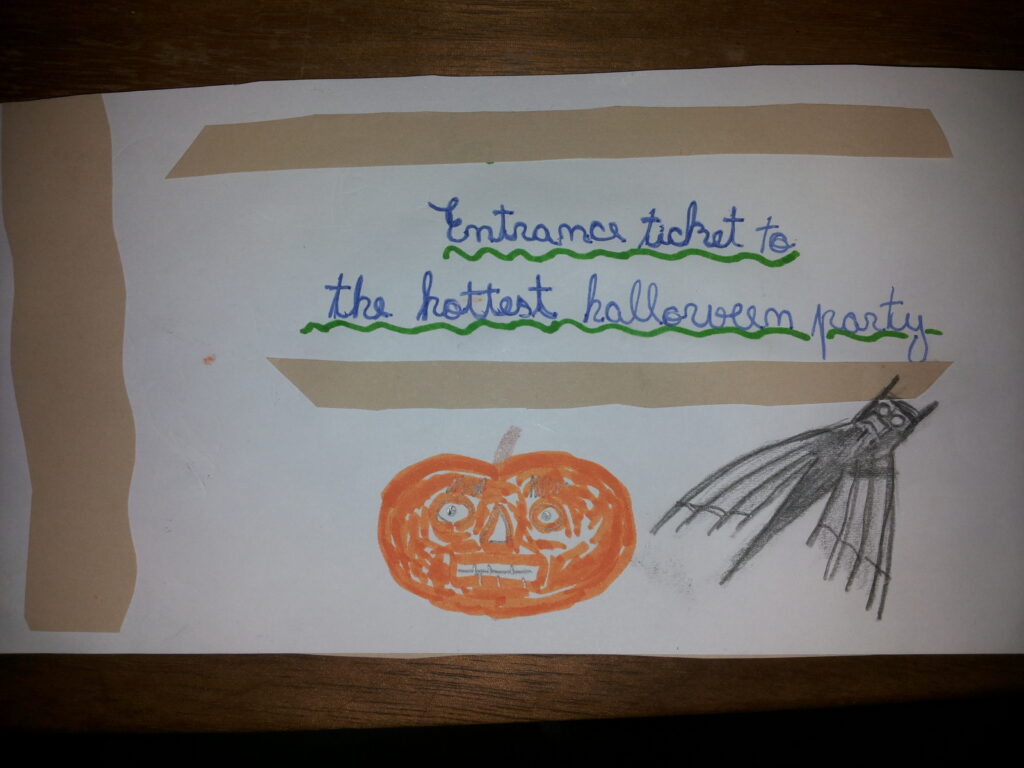 Entrance ticket to
the hottest halloween party